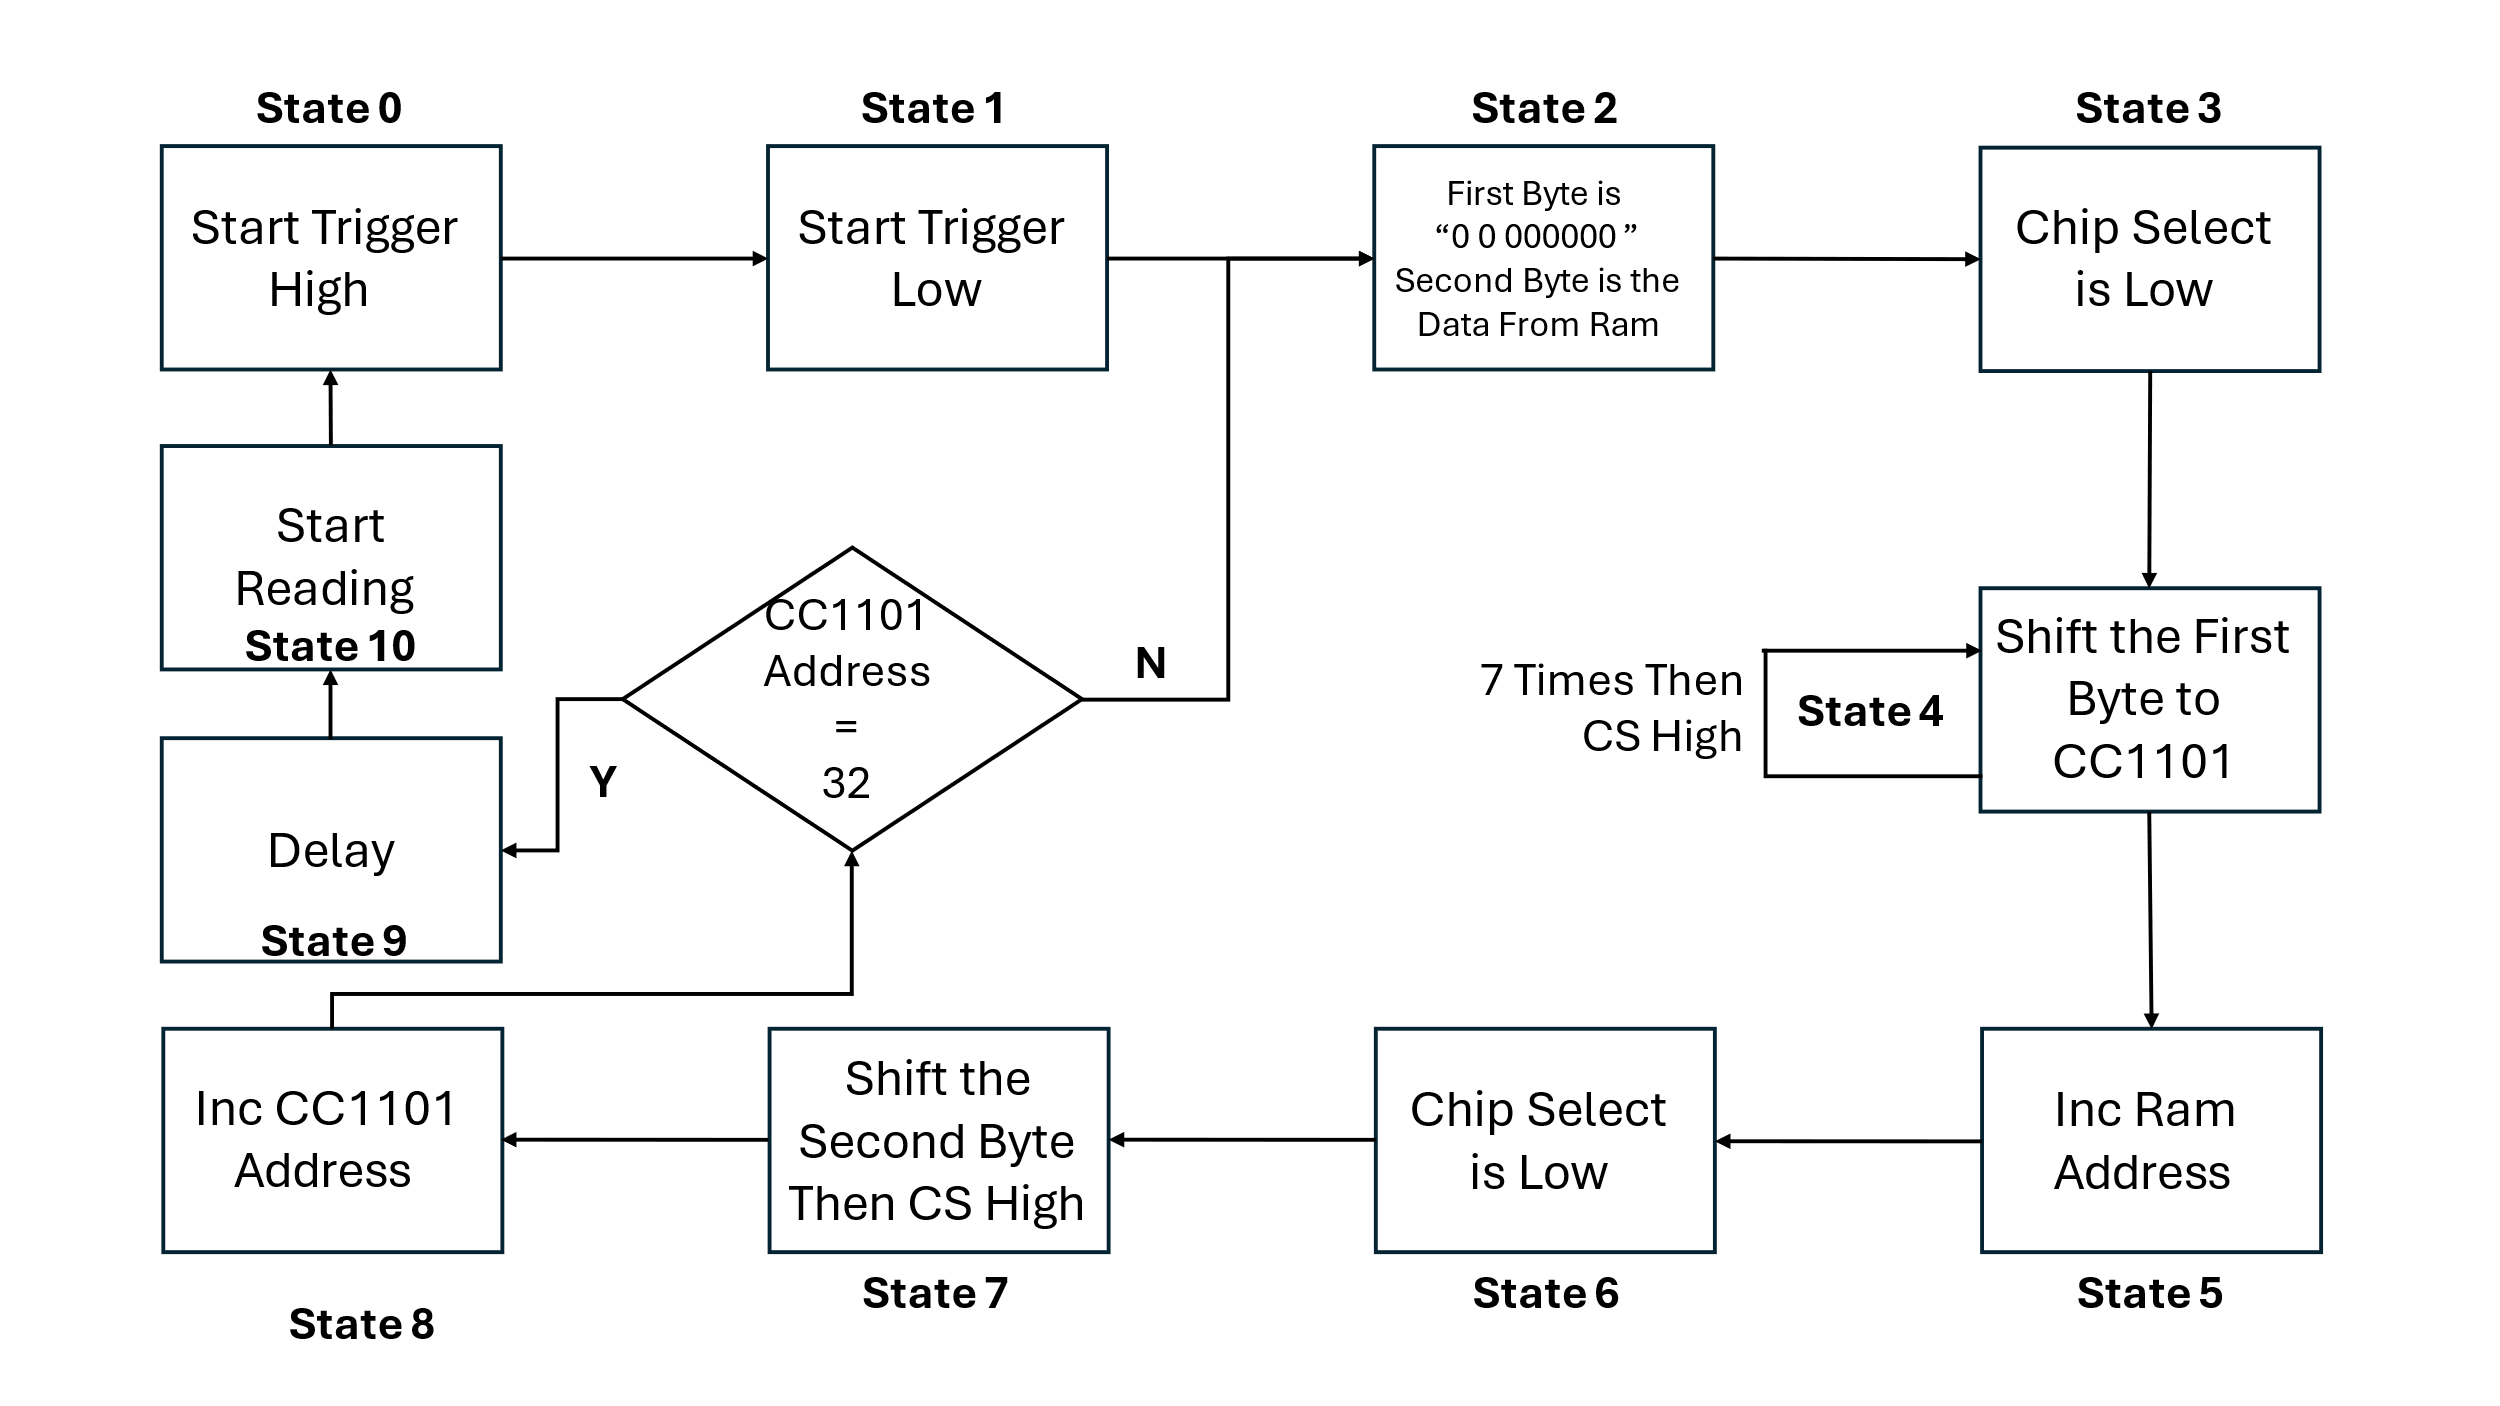 State 0
Start Trigger
High
State 1
Start Trigger
Low
State 2
First Byte is
“0 0 000000 ”
Second Byte is the
Data From Ram
State 3
Chip Select
is Low
Start
Reading
State 10
CC1101
Address
=
32
N
Y
7 Times Then
CS High
State 4
Shift the First
Byte to
CC1101
Delay
State 9
Inc CC1101
Address
State 8
Shift the
Second Byte
Then CS High
State 7
Chip Select
is Low
State 6
Inc Ram
Address
State 5